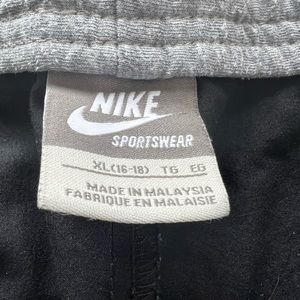 NIKE
SPORTSWEAR
XL(16-18) TG EG
MADE IN MALAYSIA
FABRIQUE EN MALAISIE